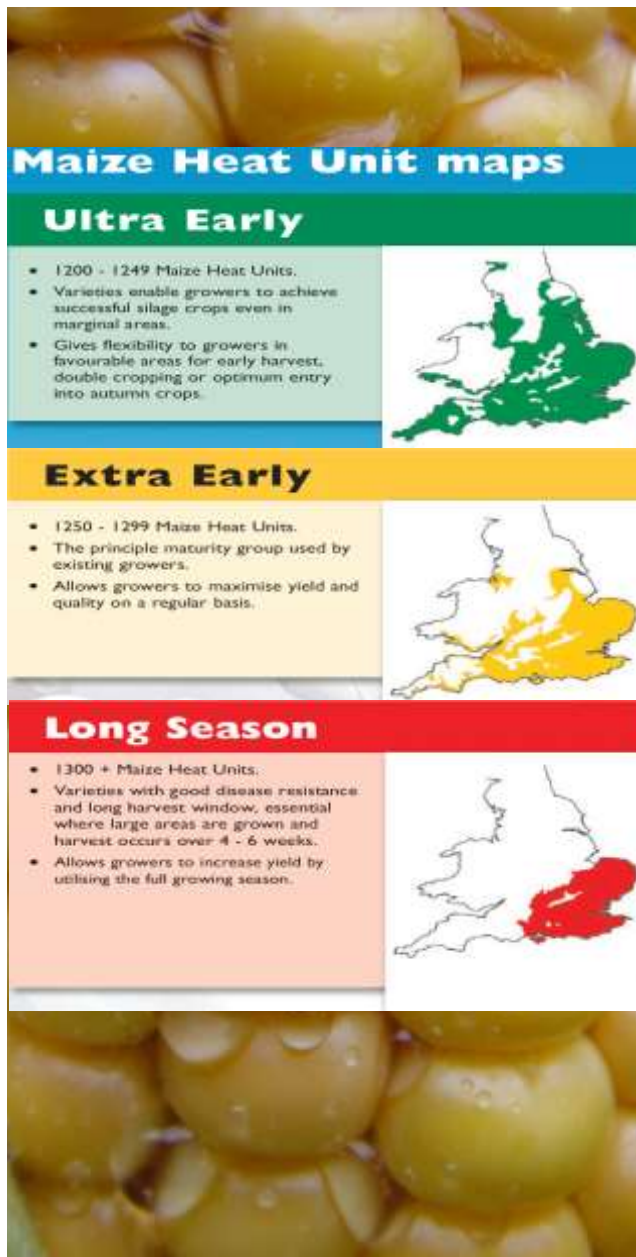 Maize Heat Unit maps
Ultra Early
• 1200 - 1249 Maize Heat Units.
• Varieties enable growers to achieve
successful silage crops even in
marginal areas.
• Gives flexibility to growers in
favourable areas for early harvest,
double cropping or optimum entry
into autumn crops.
Extra Early
• 1250 - 1299 Maize Heat Units.
• The principle maturity group used by
existing growers.
• Allows growers to maximise yield and
quality on a regular basis.
Long Season
• 1300 + Maize Heat Units.
• Varieties with good disease resistance
and long harvest window, essential
where large areas are grown and
harvest occurs over 4 - 6 weeks.
• Allows growers to increase yield by
utilising the full growing season.